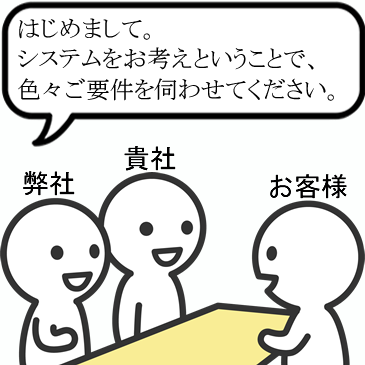 はじめまして。
システムをお考えということで、
色々ご要件を伺わせてください。
貴社
弊社
お客様